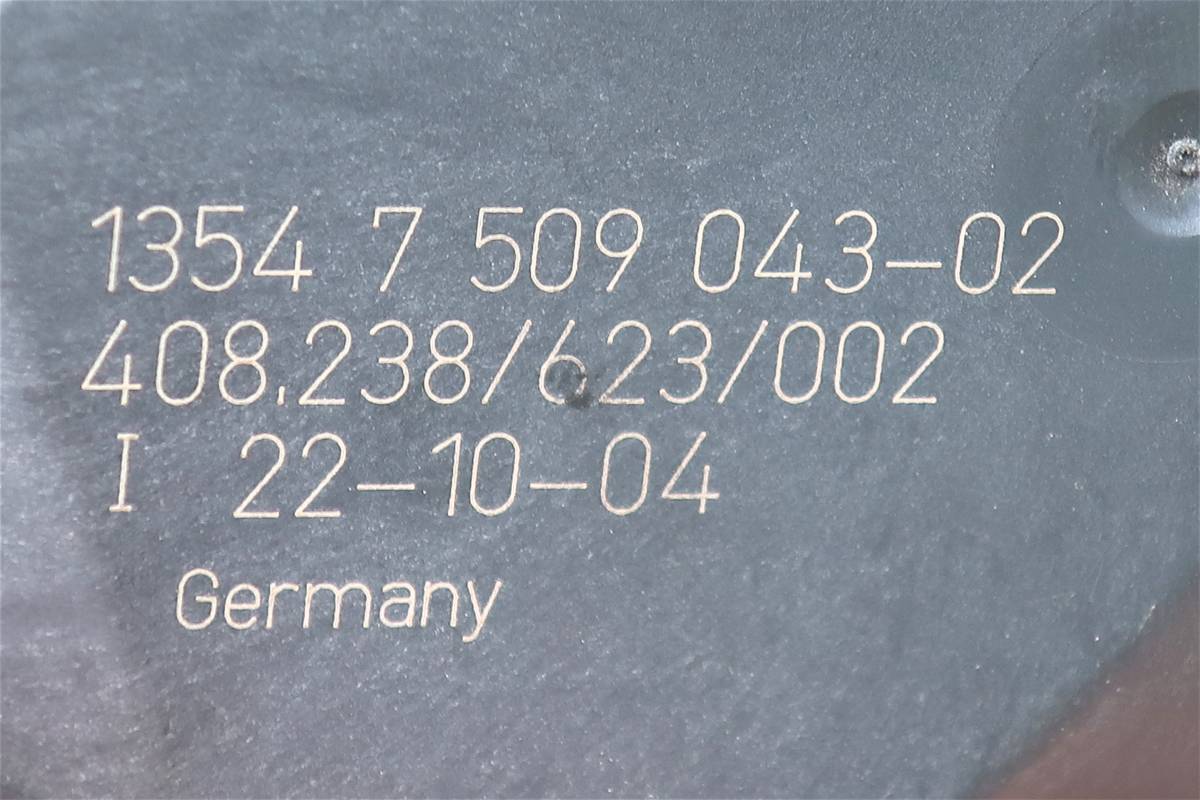 1354 7 509 043-02
408.238/623/002
I 22-10-04
Germany